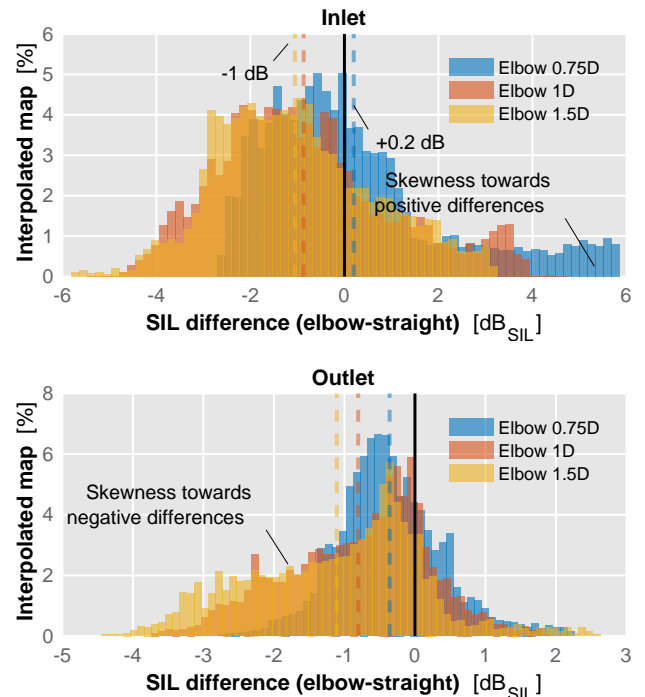 Inlet
Interpolated map [%]
6
5
4
3
2
1
0
-1 dB
+0.2 dB
Elbow 0.75D
Elbow 1D
Elbow 1.5D
Skewness towards
positive differences
-6 -4 -2 0 2 4 6
SIL difference (elbow-straight) [dB_SIL]
Outlet
Interpolated map [%]
8
6
4
2
0
Elbow 0.75D
Elbow 1D
Elbow 1.5D
Skewness towards
negative differences
-5 -4 -3 -2 -1 0 1 2 3
SIL difference (elbow-straight) [dB_SIL]